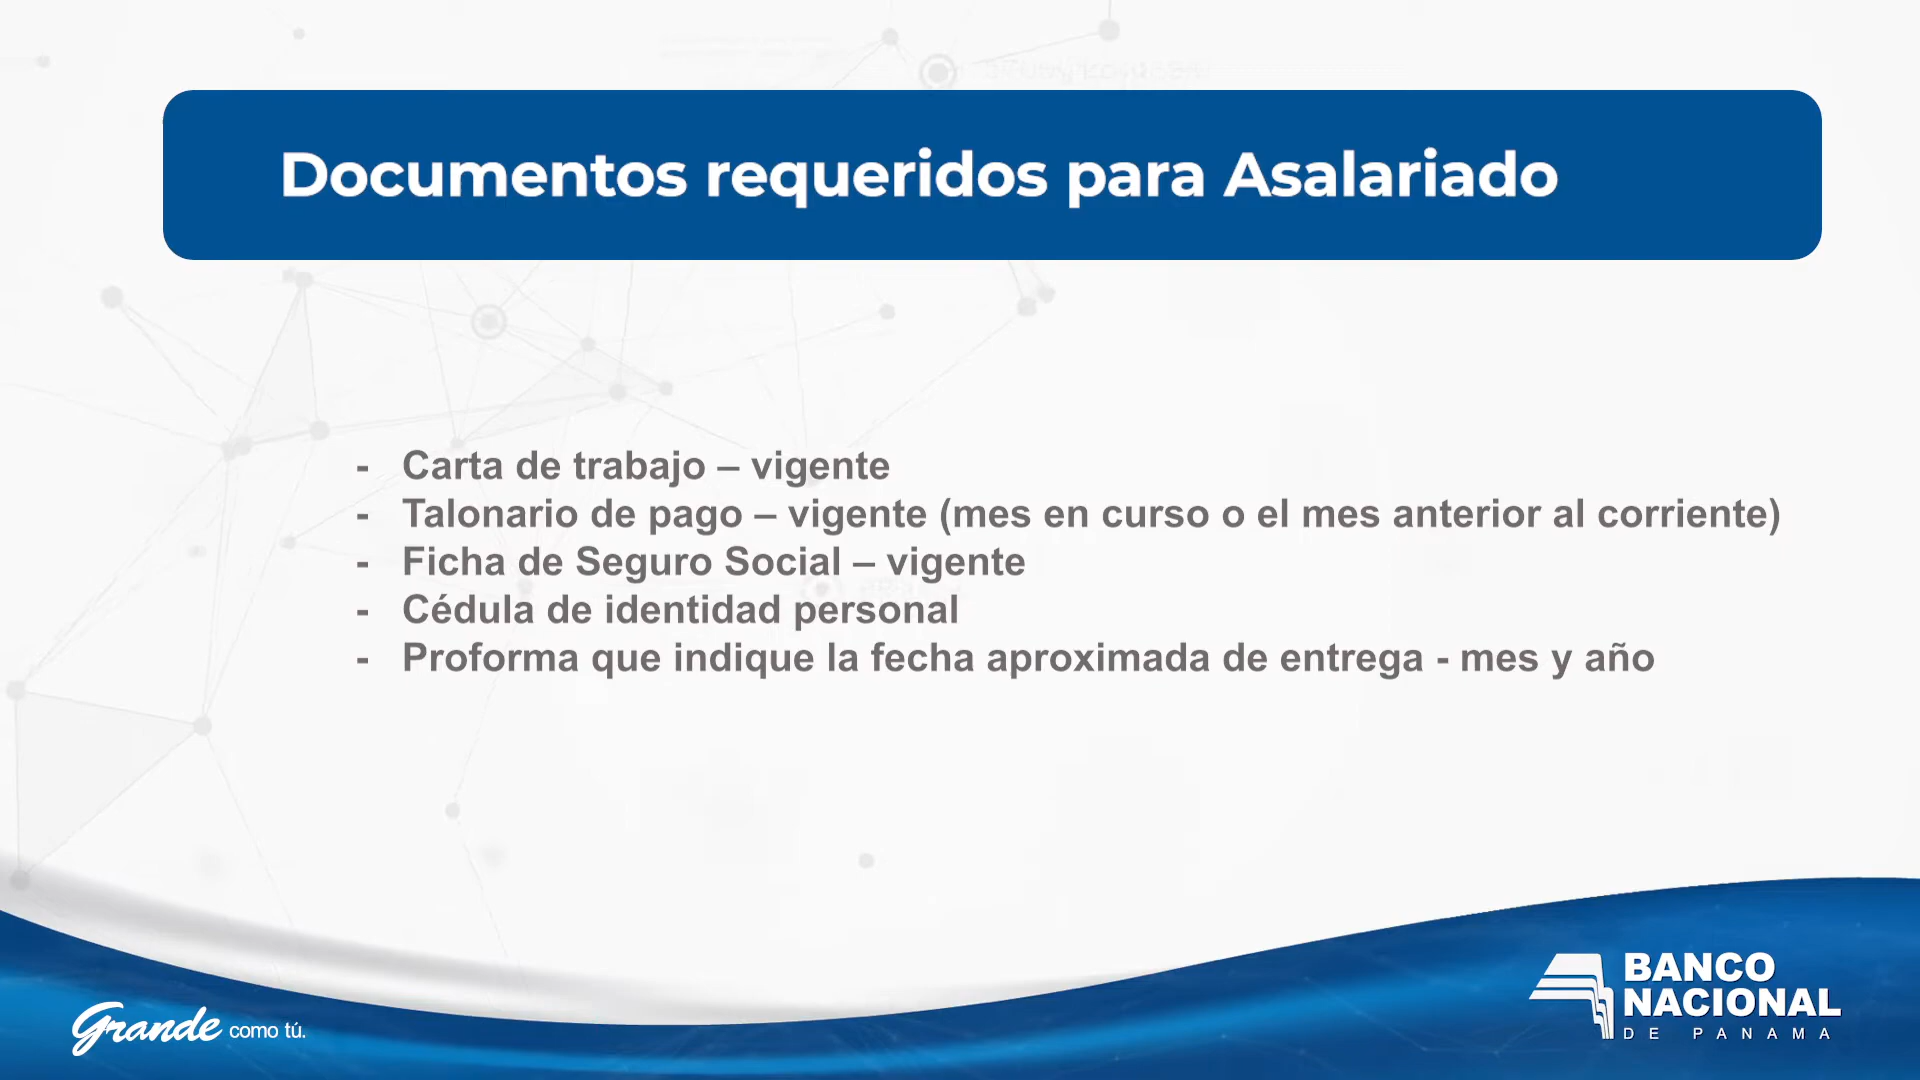 Documentos requeridos para Asalariado
- Carta de trabajo – vigente
- Talonario de pago – vigente (mes en curso o el mes anterior al corriente)
- Ficha de Seguro Social – vigente
- Cédula de identidad personal
- Proforma que indique la fecha aproximada de entrega - mes y año
Grande como tú.
BANCO
NACIONAL
DE PANAMA